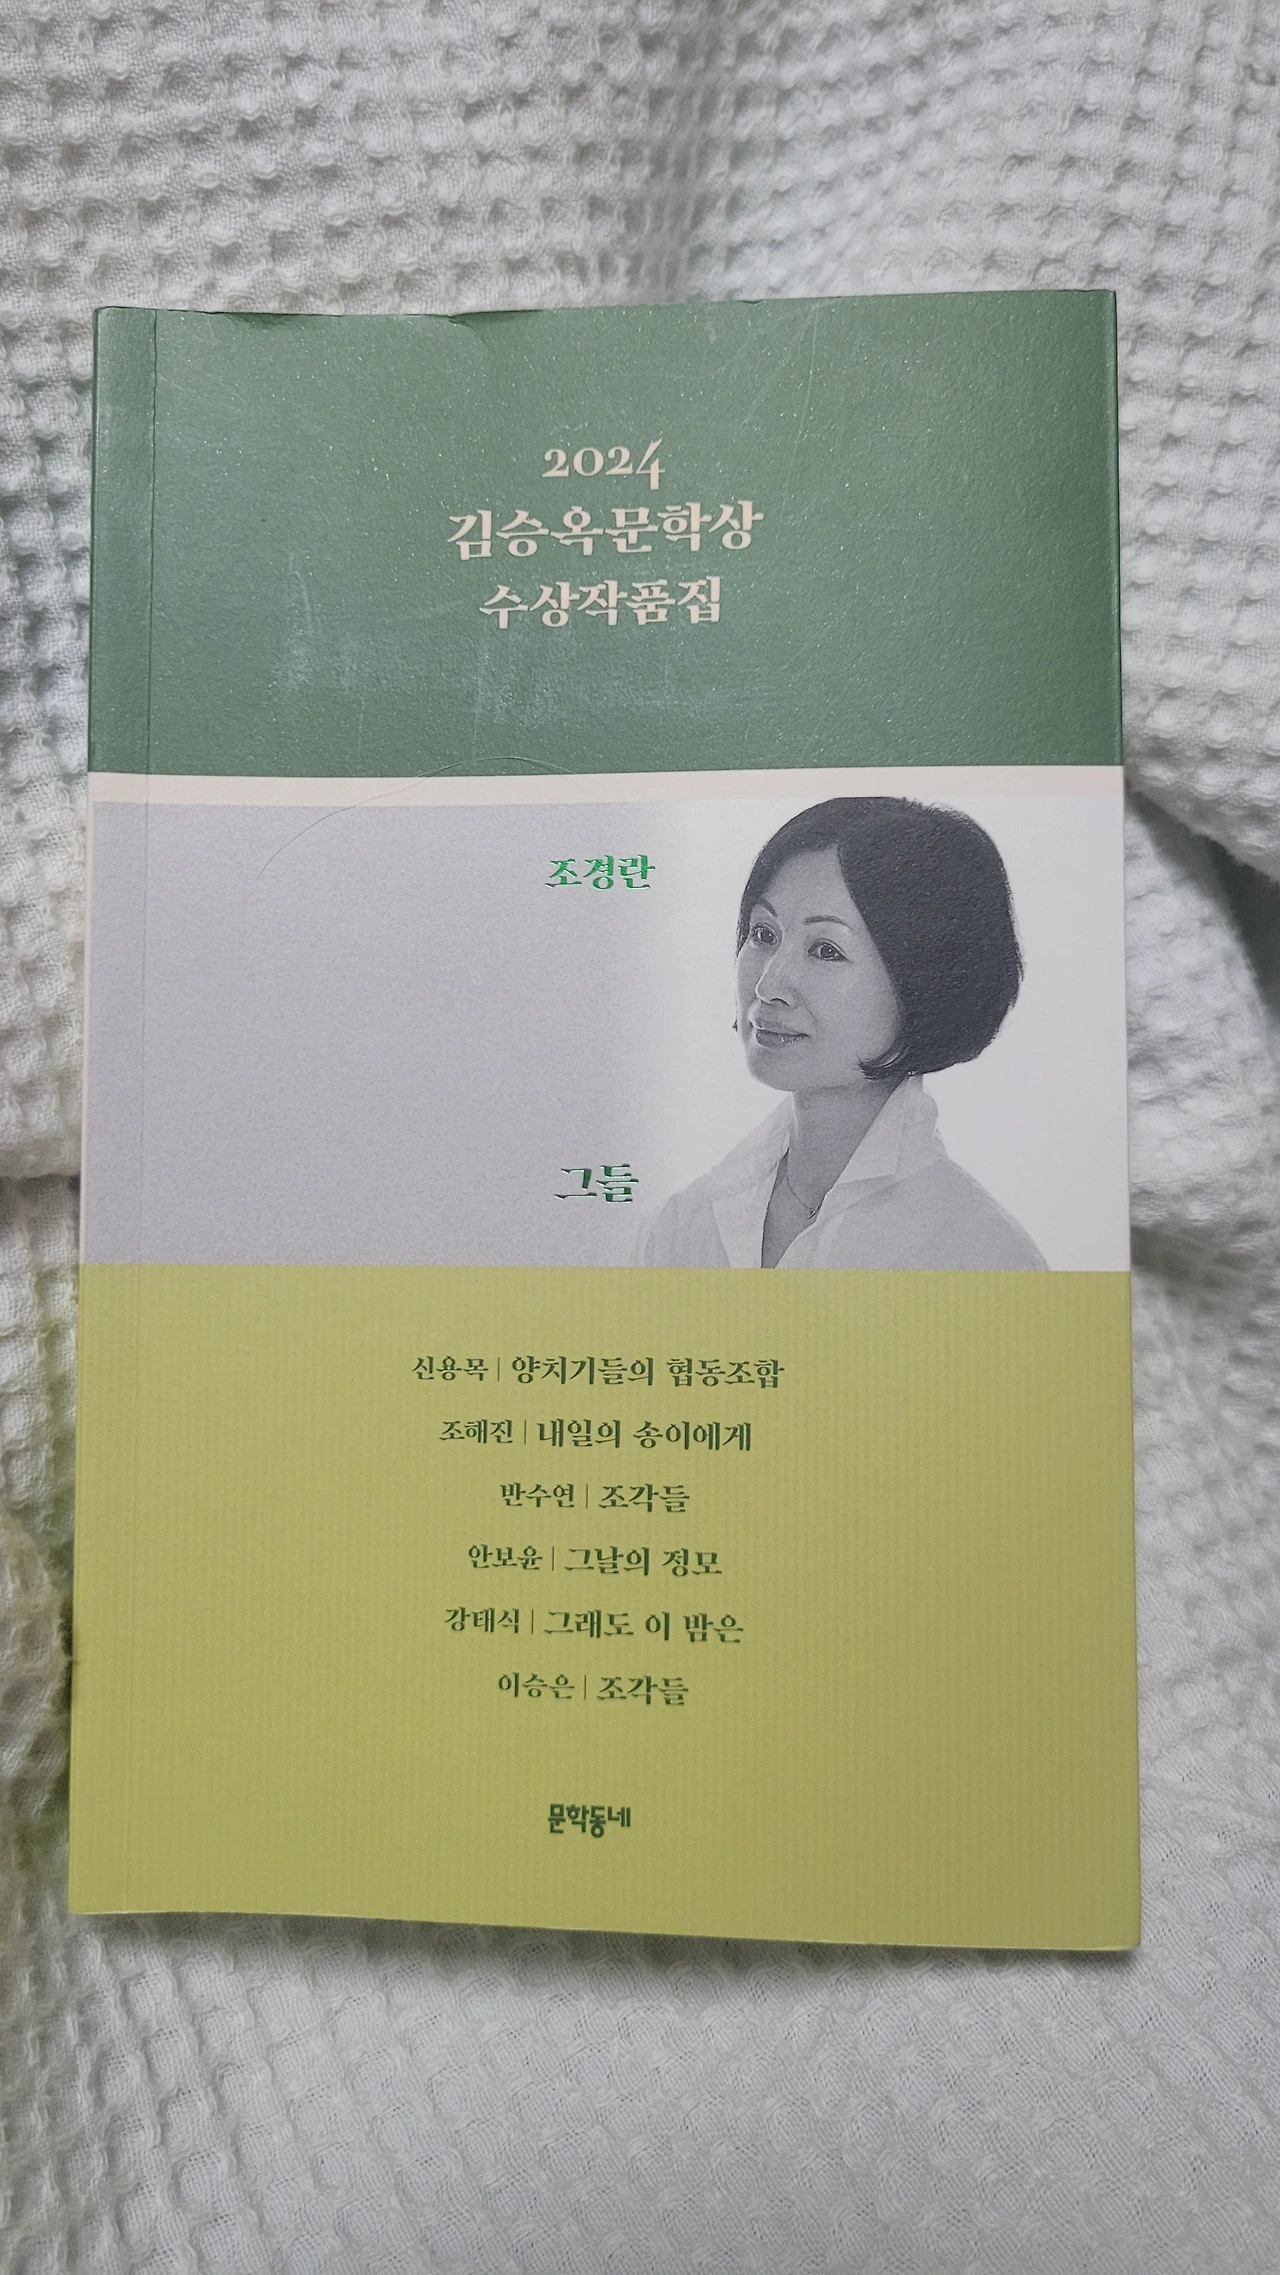 2024
김승옥문학상
수상작품집
조경란
그들
신용목 | 양치기들의 협동조합
조해진 | 내일의 송이에게
반수연 | 조각들
안보윤 | 그날의 정모
강태식 | 그래도 이 밤은
이승은 | 조각들
문학동네